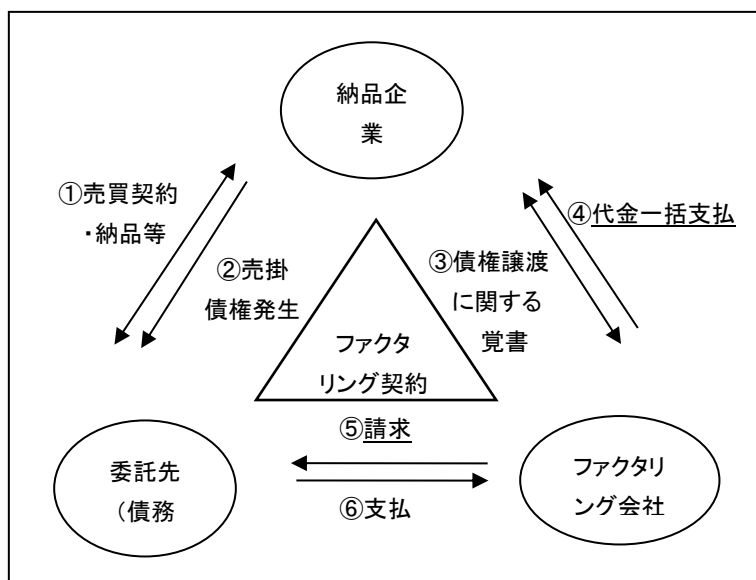 納品企
業
①売買契約
・納品等
②売掛
債権発生
③債権譲渡
に関する
覚書
④代金一括支払
ファクタ
リング契約
⑤請求
⑥支払
委託先
（債務
ファクタリ
ング会社